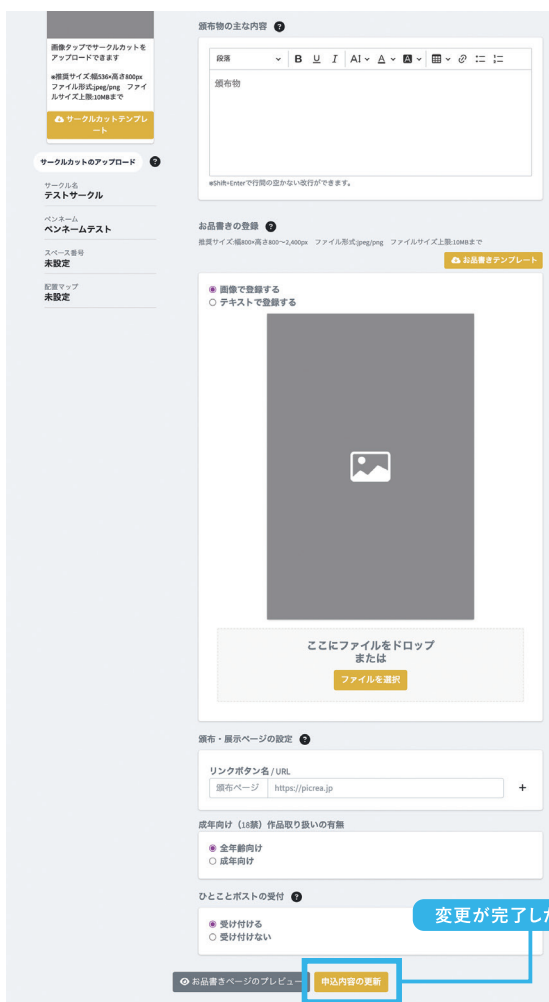 画像タップでサークルカットを
アップロードできます
※推奨サイズ:幅536×高さ800px
ファイル形式:jpeg/png　ファイ
ルサイズ上限:10MBまで
サークルカットテンプレ
ート
サークルカットのアップロード ?
サークル名
テストサークル
ペンネーム
ペンネームテスト
スペース番号
未設定
配置マップ
未設定
頒布物の主な内容 ?
段落 B U I AI A A
頒布物
※Shift+Enterで行間の空かない改行ができます。
お品書きの登録 ?
推奨サイズ:幅800×高さ800〜2,400px　ファイル形式:jpeg/png　ファイルサイズ上限:10MBまで
お品書きテンプレート
画像で登録する
テキストで登録する
ここにファイルをドロップ
または
ファイルを選択
頒布・展示ページの設定 ?
リンクボタン名 / URL
頒布ページ https://picrea.jp +
成年向け（18禁）作品取り扱いの有無
全年齢向け
成年向け
ひとことポストの受付 ?
受け付ける
受け付けない
変更が完了した
お品書きページのプレビュー
申込内容の更新